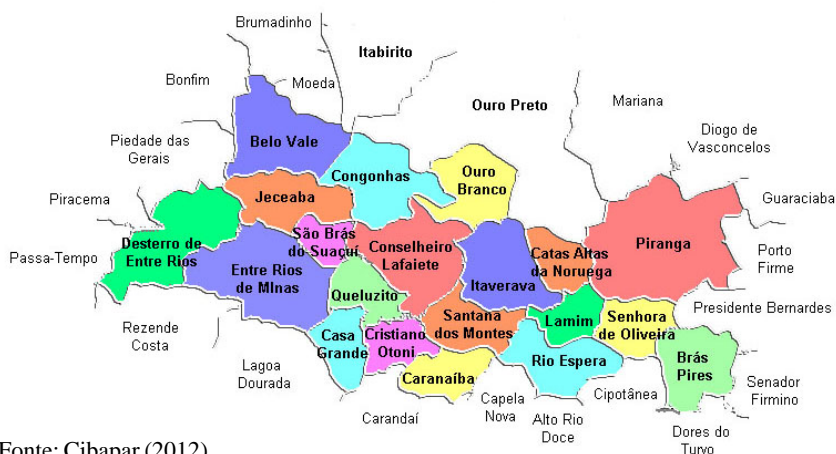 Brumadinho
Itabirito
Bonfim
Moeda
Ouro Preto
Mariana
Piedade das
Gerais
Belo Vale
Diogo de
Vasconcelos
Congonhas
Ouro
Branco
Piracema
Jeceaba
Guaraciaba
Desterro de
Entre Rios
São Brás
do Suaçuí
Conselheiro
Lafaiete
Catas Altas
da Noruega
Piranga
Porto
Firme
Passa-Tempo
Entre Rios
de MInas
Itaverava
Queluzito
Presidente Bernardes
Rezende
Costa
Casa
Grande
Cristiano
Otoni
Santana
dos Montes
Lamim
Senhora
de Oliveira
Lagoa
Dourada
Caranaíba
Rio Espera
Brás
Pires
Senador
Firmino
Carandaí
Capela
Nova
Alto Rio
Doce
Cipotânea
Dores do
Turvo
Fonte: Cibapar (2012)